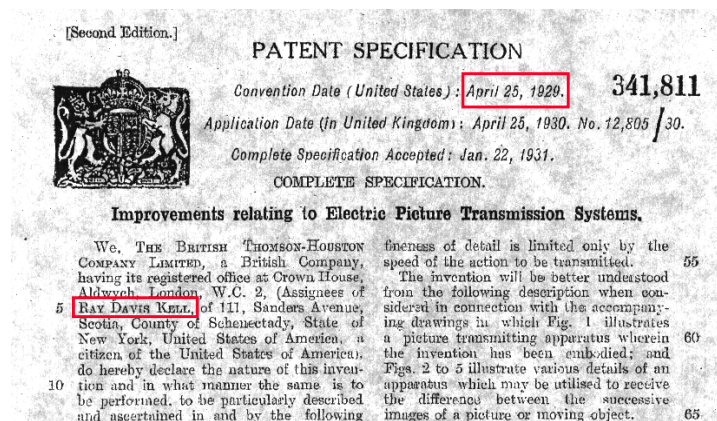 [Second Edition.]
PATENT SPECIFICATION
Convention Date (United States): April 25, 1929.
341,811
Application Date (in United Kingdom): April 25, 1930. No. 12,805/30.
Complete Specification Accepted: Jan. 22, 1931.
COMPLETE SPECIFICATION.
Improvements relating to Electric Picture Transmission Systems.
We, THE BRITISH THOMSON-HOUSTON
COMPANY LIMITED, a British Company,
having its registered office at Crown House,
Aldwych, London, W.C. 2, (Assignees of
5 RAY DAVIS KELL, of 111, Sanders Avenue,
Scotia, County of Schenectady, State of
New York, United States of America, a
citizen of the United States of America),
do hereby declare the nature of this inven-
10 tion and in what manner the same is to
be performed, to be particularly described
and ascertained in and by the following
fineness of detail is limited only by the
speed of the action to be transmitted. 55
The invention will be better understood
from the following description when con-
sidered in connection with the accompany-
ing drawings in which Fig. 1 illustrates
a picture transmitting apparatus wherein 60
the invention has been embodied; and
Figs. 2 to 5 illustrate various details of an
apparatus which may be utilised to receive
the difference between the successive
images of a picture or moving object. 65